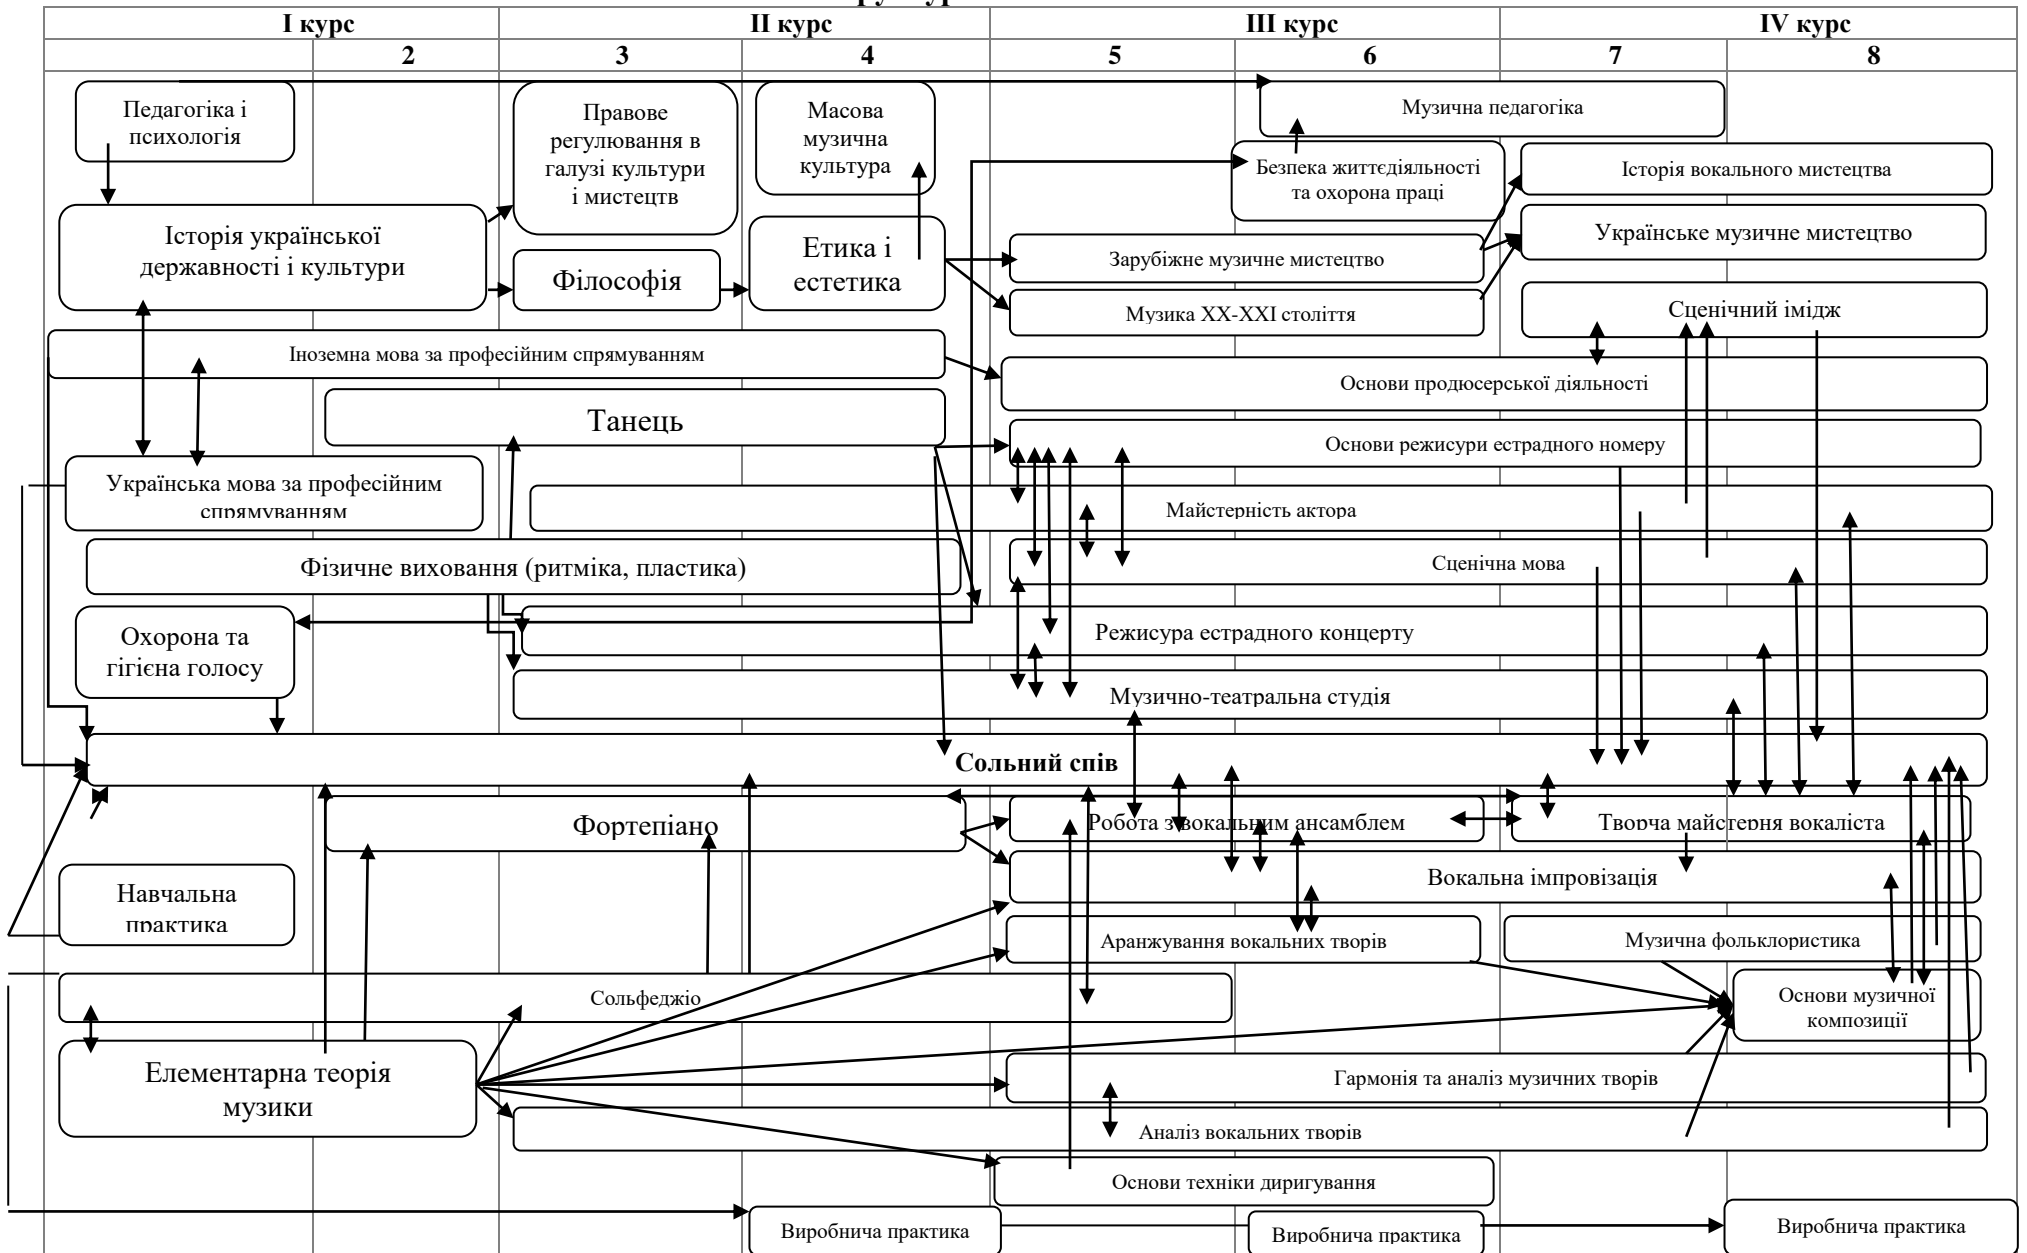 І курс
ІІ курс
ІІІ курс
IV курс
2
3
4
5
6
7
8
Педагогіка і
психологія
Правове
регулювання в
галузі культури
і мистецтв
Масова
музична
культура
Музична педагогіка
Безпека життєдіяльності
та охорона праці
Історія вокального мистецтва
Історія української
державності і культури
Філософія
Етика і
естетика
Зарубіжне музичне мистецтво
Українське музичне мистецтво
Музика ХХ-ХХІ століття
Сценічний імідж
Іноземна мова за професійним спрямуванням
Основи продюсерської діяльності
Танець
Основи режисури естрадного номеру
Українська мова за професійним
спрямуванням
Майстерність актора
Фізичне виховання (ритміка, пластика)
Сценічна мова
Охорона та
гігієна голосу
Режисура естрадного концерту
Музично-театральна студія
Сольний спів
Фортепіано
Робота з вокальним ансамблем
Творча майстерня вокаліста
Навчальна
практика
Вокальна імпровізація
Аранжування вокальних творів
Музична фольклористика
Сольфеджіо
Основи музичної
композиції
Елементарна теорія
музики
Гармонія та аналіз музичних творів
Аналіз вокальних творів
Основи техніки диригування
Виробнича практика
Виробнича практика
Виробнича практика